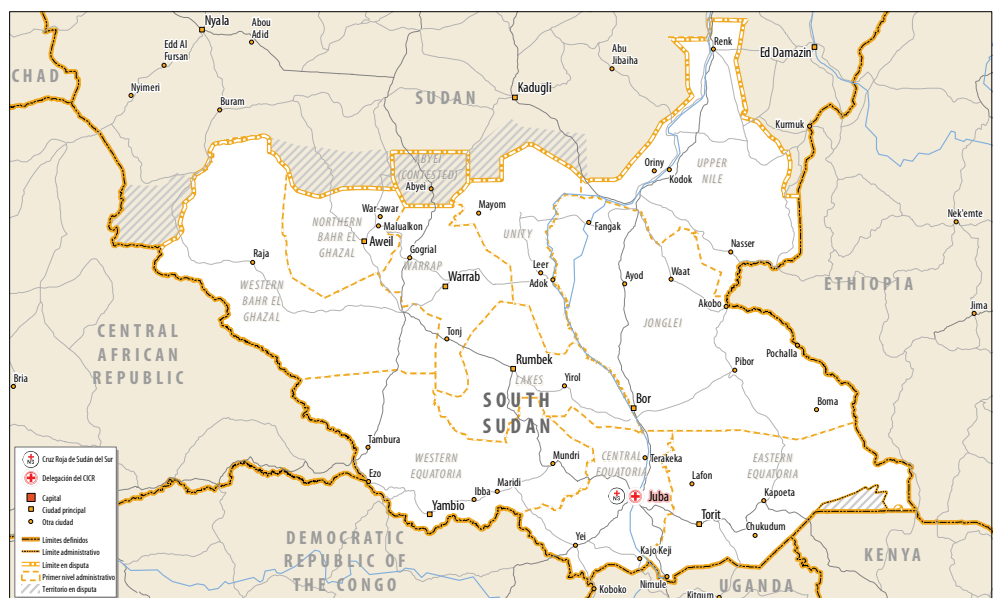 Nyala
Abou
Adid
Edd Al
Fursan
CHAD
Nyimeri
Buram
SUDAN
Kadugli
Abu
Jibaiha
Renk
Ed Damazin
Kurmuk
ABYEI
(CONTESTED)
Abyei
Oriny
Kodok
UPPER
NILE
War-awar
Malualkon
Aweil
NORTHERN
BAHR EL
GHAZAL
Mayom
UNITY
Fangak
Nek'emte
Raja
Gogrial
WARRAP
Warrab
Leer
Adok
Ayod
Waat
Nasser
Akobo
ETHIOPIA
Jima
WESTERN
BAHR EL
GHAZAL
JONGLEI
CENTRAL
AFRICAN
REPUBLIC
Bria
Tonj
Rumbek
LAKES
Yirol
Pochalla
Pibor
Boma
SOUTH
SUDAN
Bor
Tambura
Ezo
WESTERN
EQUATORIA
Mundri
CENTRAL
EQUATORIA
Terakeka
EASTERN
EQUATORIA
Lafon
Kapoeta
Ibba
Maridi
Yambio
NS
Juba
Torit
Chukudum
Yei
Kajo Keji
Nimule
Koboko
Kitgum
DEMOCRATIC
REPUBLIC OF
THE CONGO
UGANDA
KENYA
NS Cruz Roja de Sudán del Sur
Delegación del CICR
Capital
Ciudad principal
Otra ciudad
Limites definidos
Limite administrativo
Limite en disputa
Primer nivel administrativo
Territorio en disputa